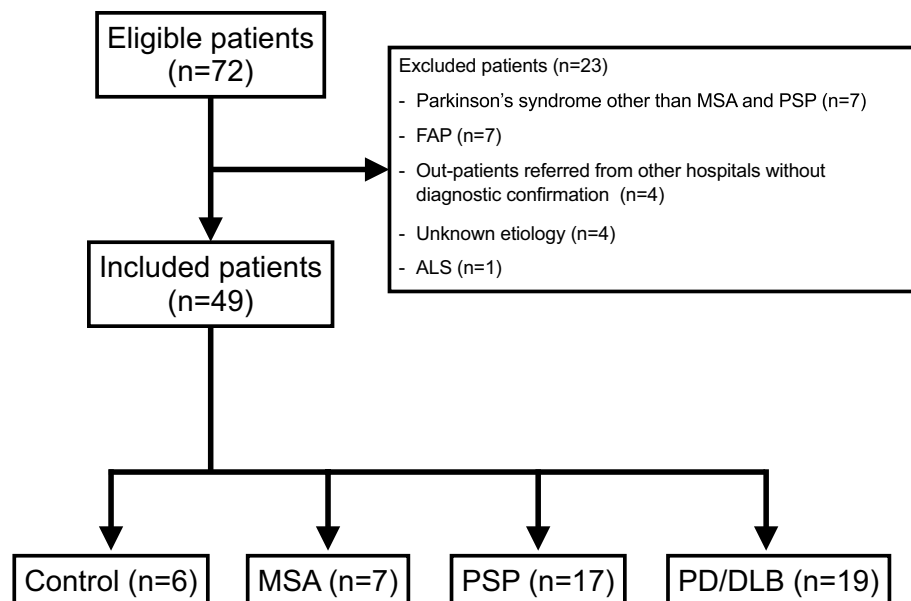 Eligible patients
(n=72)
Excluded patients (n=23)
- Parkinson's syndrome other than MSA and PSP (n=7)
- FAP (n=7)
- Out-patients referred from other hospitals without
diagnostic confirmation (n=4)
- Unknown etiology (n=4)
- ALS (n=1)
Included patients
(n=49)
Control (n=6)
MSA (n=7)
PSP (n=17)
PD/DLB (n=19)